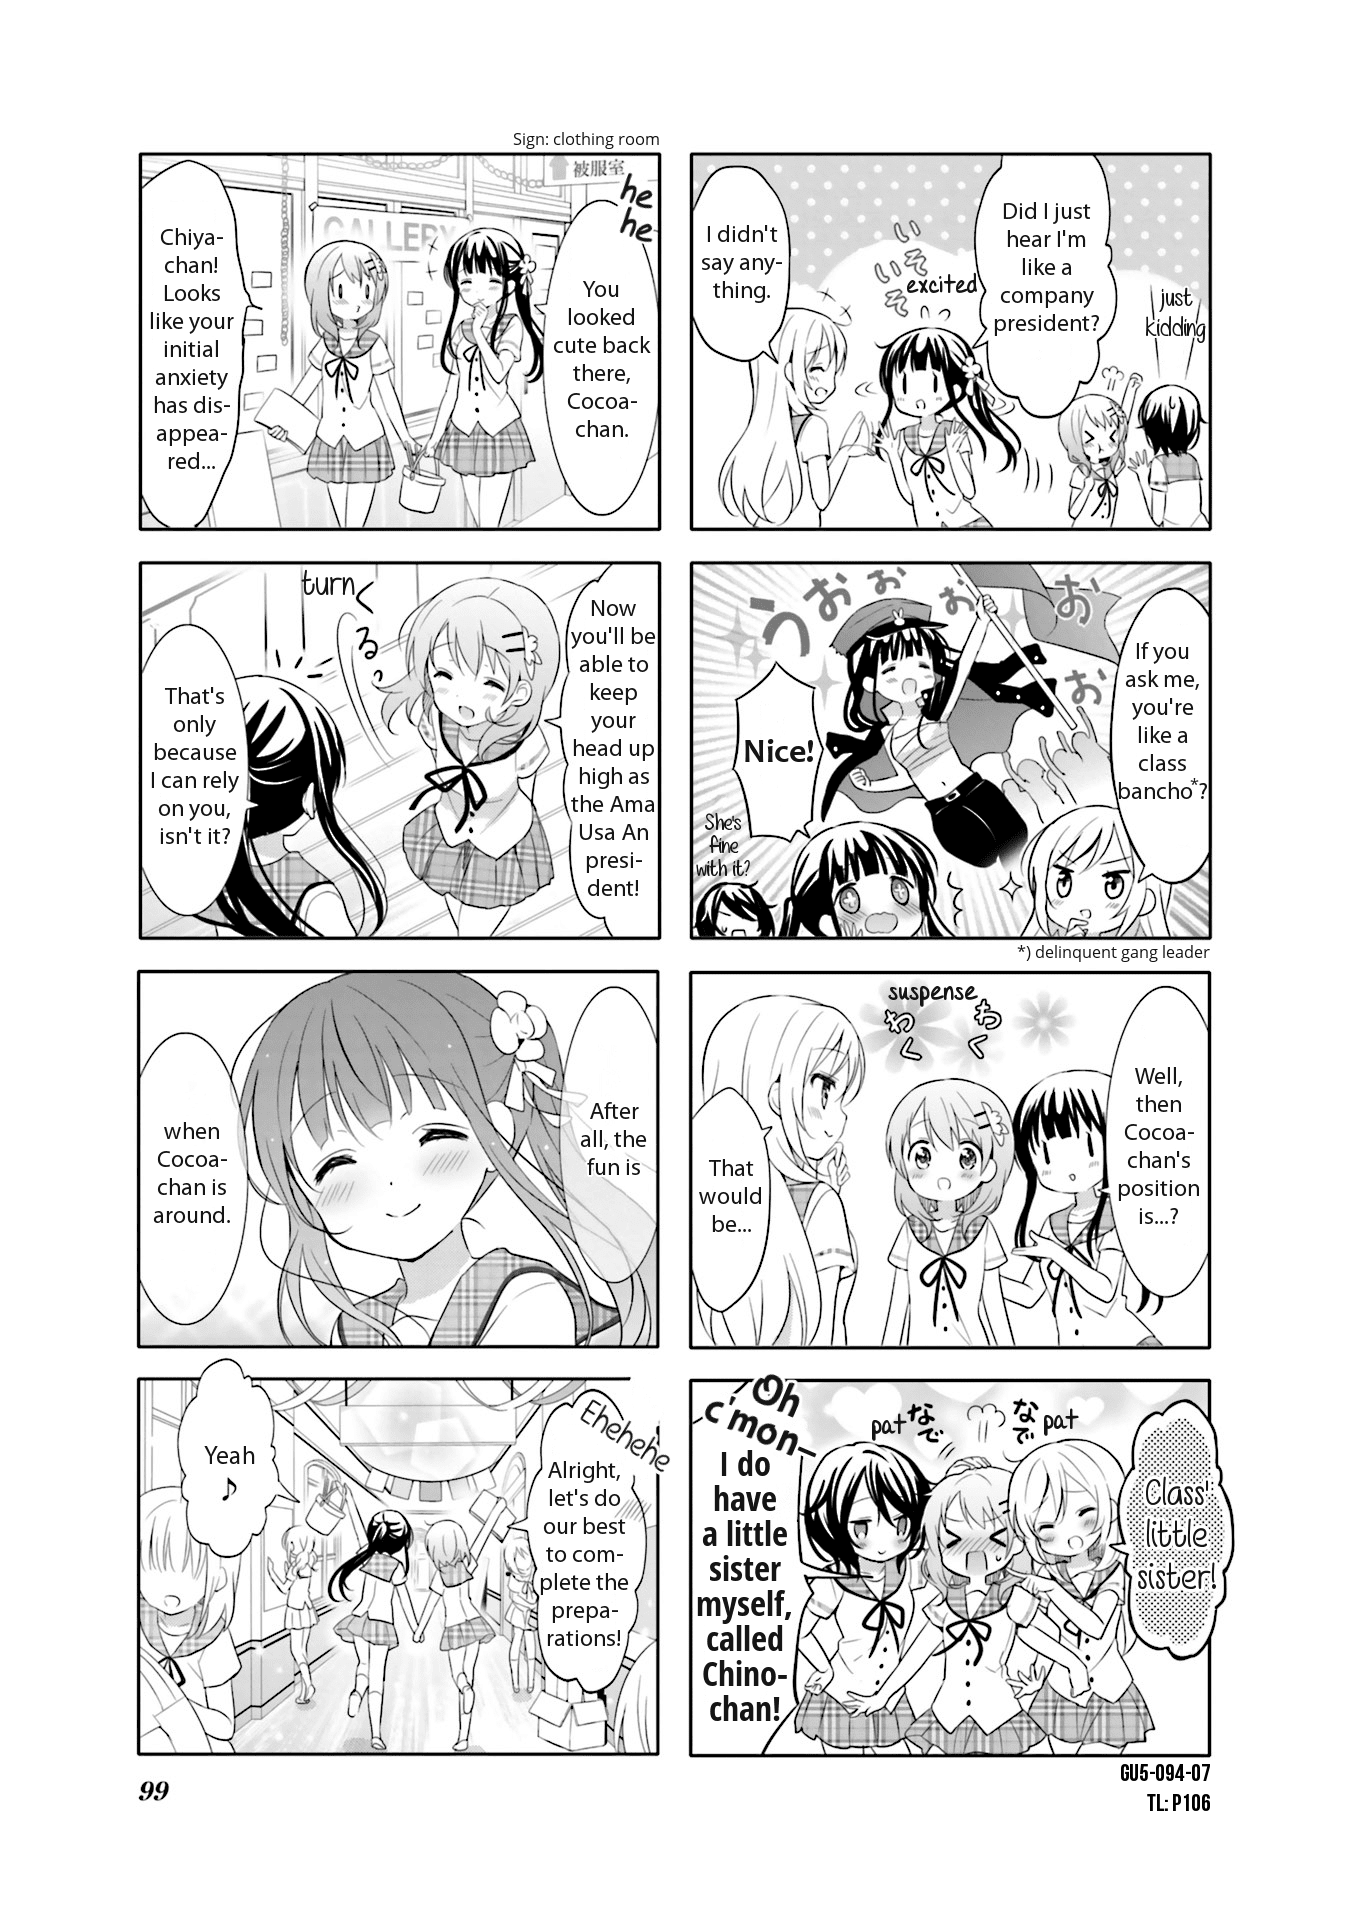 Did I just
hear I'm
like a
company
president?
just
kidding
いそ
いそ
excited
I didn't
say any-
thing.
If you
ask me,
you're
like a
class
bancho*?
うおおおおお
Nice!
She's
fine
with it?
*) delinquent gang leader
Well,
then
Cocoa-
chan's
position
is...?
suspense
わく
わく
That
would
be...
Class'
little
sister!
なで
なで
pat
pat
Oh
c'mon—
I do
have
a little
sister
myself,
called
Chino-
chan!
GU5-094-07
TL: P106
Sign: clothing room
被服室
GALLERY
he
he
You
looked
cute back
there,
Cocoa-
chan.
Chiya-
chan!
Looks
like your
initial
anxiety
has dis-
appea-
red...
Now
you'll be
able to
keep
your
head up
high as
the Ama
Usa An
presi-
dent!
turn
くるっ
That's
only
because
I can rely
on you,
isn't it?
After
all, the
fun is
when
Cocoa-
chan is
around.
Ehehehe
Alright,
let's do
our best
to com-
plete the
prepa-
rations!
Yeah
♪
99